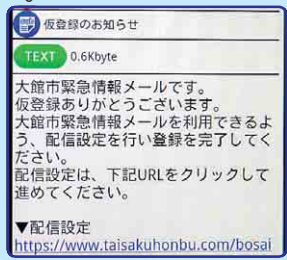 仮登録のお知らせ
TEXT 0.6Kbyte
大館市緊急情報メールです。
仮登録ありがとうございます。
大館市緊急情報メールを利用できるよ
う、配信設定を行い登録を完了してく
ださい。
配信設定は、下記URLをクリックして
進めてください。
▼配信設定
https://www.taisakuhonbu.com/bosai